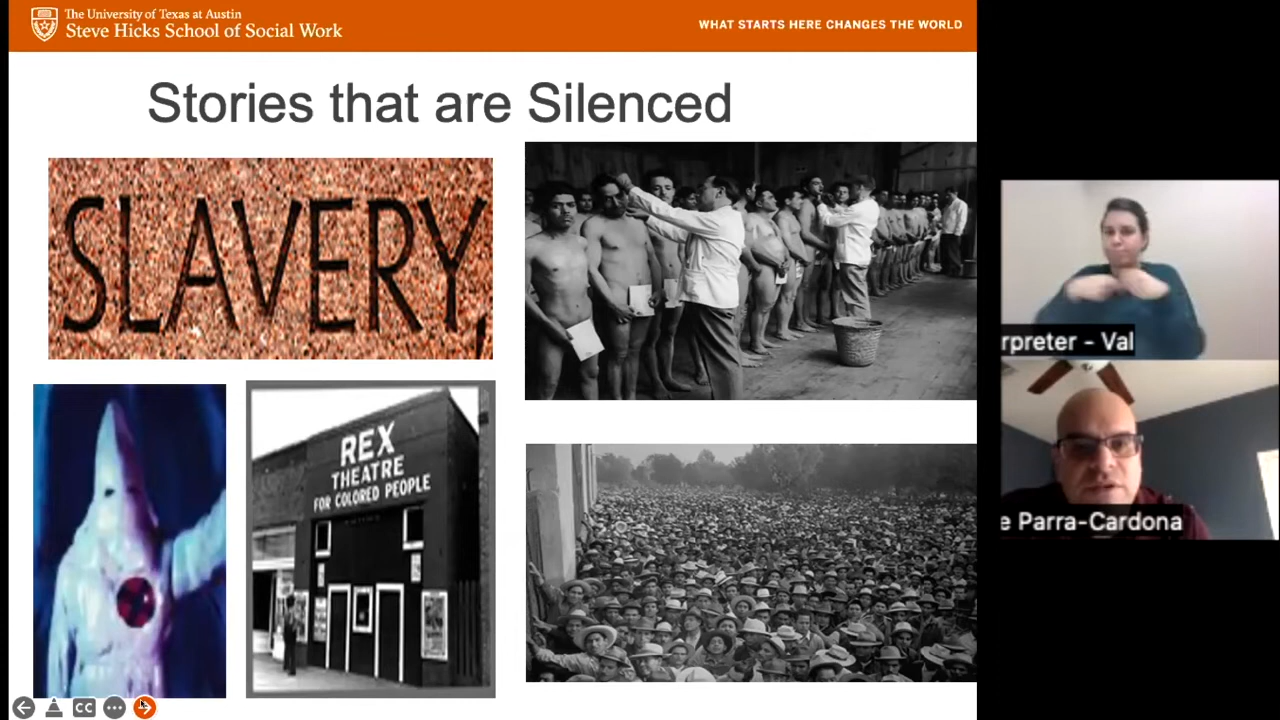 The University of Texas at Austin
Steve Hicks School of Social Work
WHAT STARTS HERE CHANGES THE WORLD
Stories that are Silenced
SLAVERY,
REX
THEATRE
FOR COLORED PEOPLE
rpreter - Val
e Parra-Cardona
CC